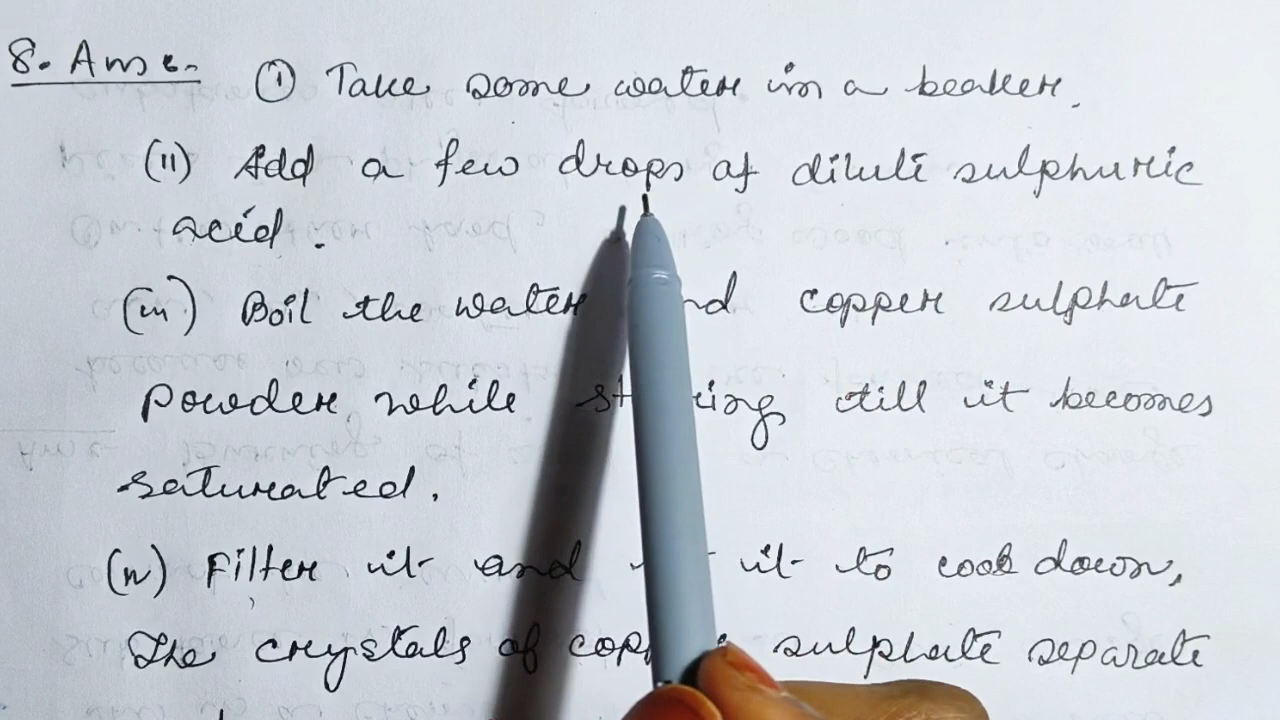 8. Ans. (i) Take some water in a beaker.
(ii) Add a few drops of dilute sulphuric
acid.
(iii) Boil the water copper sulphate
powder while till it becomes
saturated.
(iv) Filter it and it to cool down,
The crystals of sulphate separate